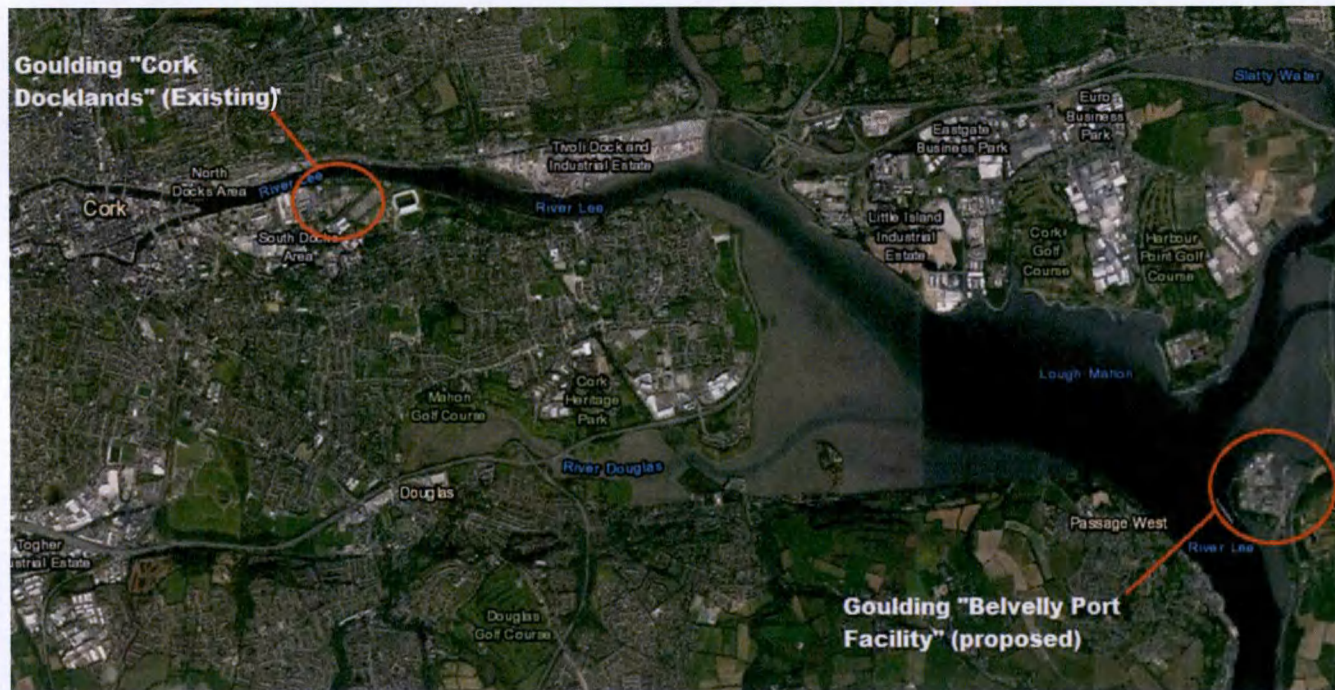 Goulding "Cork
Docklands" (Existing)
Slatty Water
Euro
Business
Park
Eastgate
Business Park
Tivoli Dock and
Industrial Estate
North
Docks Area
River Lee
Cork
River Lee
South Docks
Area
Little Island
Industrial
Estate
Cork
Golf
Course
Harbour
Point Golf
Course
Lough Mahon
Mahon
Golf Course
Cork
Heritage
Park
River Douglas
Douglas
Passage West
River Lee
Togher
ustrial Estate
Douglas
Golf Course
Goulding "Belvelly Port
Facility" (proposed)